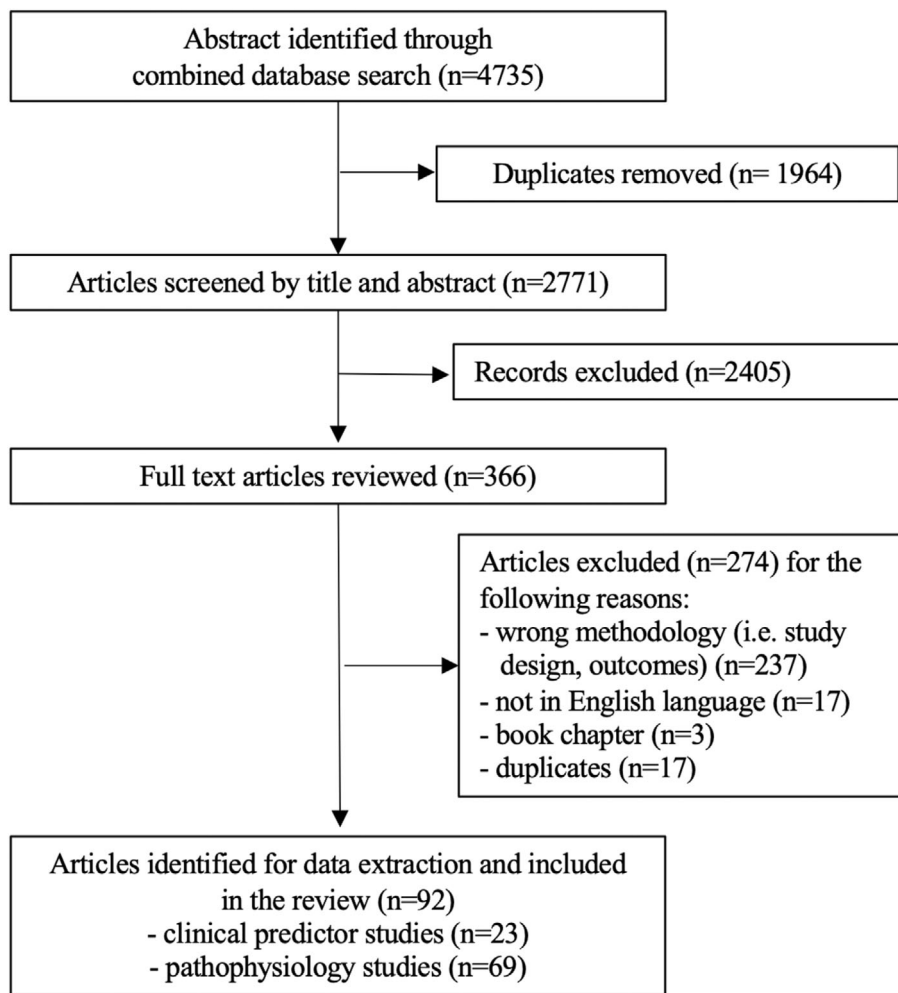 Abstract identified through
combined database search (n=4735)
Duplicates removed (n= 1964)
Articles screened by title and abstract (n=2771)
Records excluded (n=2405)
Full text articles reviewed (n=366)
Articles excluded (n=274) for the
following reasons:
- wrong methodology (i.e. study
design, outcomes) (n=237)
- not in English language (n=17)
- book chapter (n=3)
- duplicates (n=17)
Articles identified for data extraction and included
in the review (n=92)
- clinical predictor studies (n=23)
- pathophysiology studies (n=69)